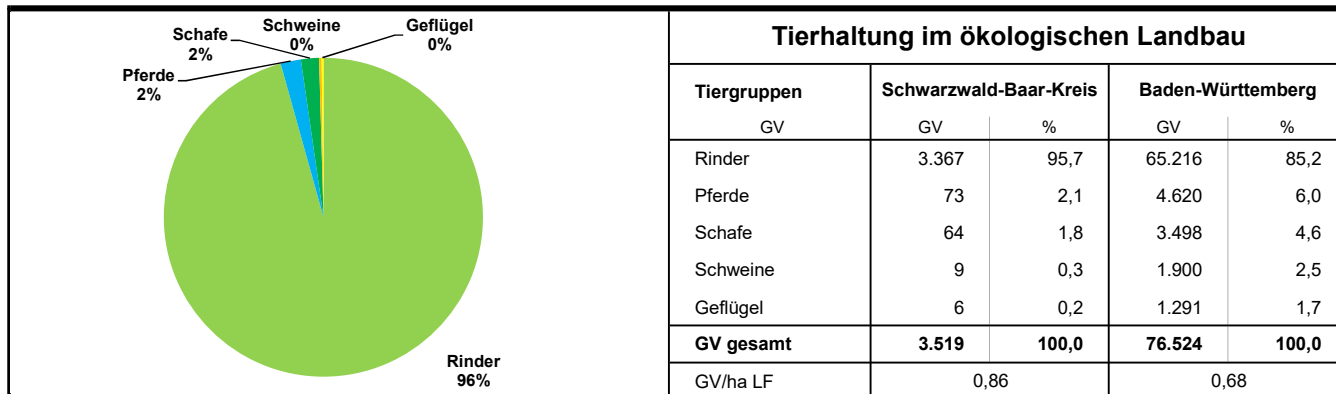 Schweine
0%
Geflügel
0%
Schafe
2%
Pferde
2%
Rinder
96%
Tierhaltung im ökologischen Landbau
Tiergruppen Schwarzwald-Baar-Kreis Baden-Württemberg
GV GV % GV %
Rinder 3.367 95,7 65.216 85,2
Pferde 73 2,1 4.620 6,0
Schafe 64 1,8 3.498 4,6
Schweine 9 0,3 1.900 2,5
Geflügel 6 0,2 1.291 1,7
GV gesamt 3.519 100,0 76.524 100,0
GV/ha LF 0,86 0,68